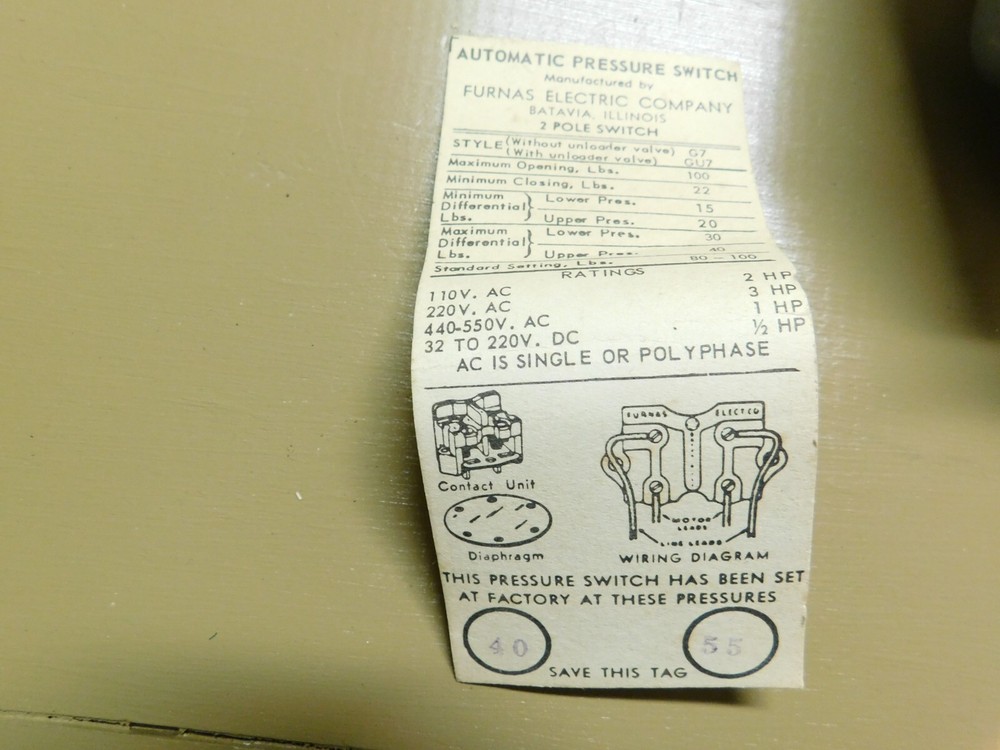 AUTOMATIC PRESSURE SWITCH
Manufactured by
FURNAS ELECTRIC COMPANY
BATAVIA, ILLINOIS
2 POLE SWITCH
STYLE (Without unloader valve) G7
(With unloader valve) GU7
Maximum Opening, Lbs. 100
Minimum Closing, Lbs. 22
Minimum Differential Lbs. } Lower Pres. 15
Upper Pres. 20
Maximum Differential Lbs. } Lower Pres. 30
Upper Pres. 40
Standard Setting, Lbs. 80 - 100
RATINGS
110V. AC 2 HP
220V. AC 3 HP
440-550V. AC 1 HP
32 TO 220V. DC ½ HP
AC IS SINGLE OR POLYPHASE
FURNAS ELECT CO
Contact Unit
MOTOR
LEADS
LINE LEADS
Diaphragm
WIRING DIAGRAM
THIS PRESSURE SWITCH HAS BEEN SET
AT FACTORY AT THESE PRESSURES
40 55
SAVE THIS TAG